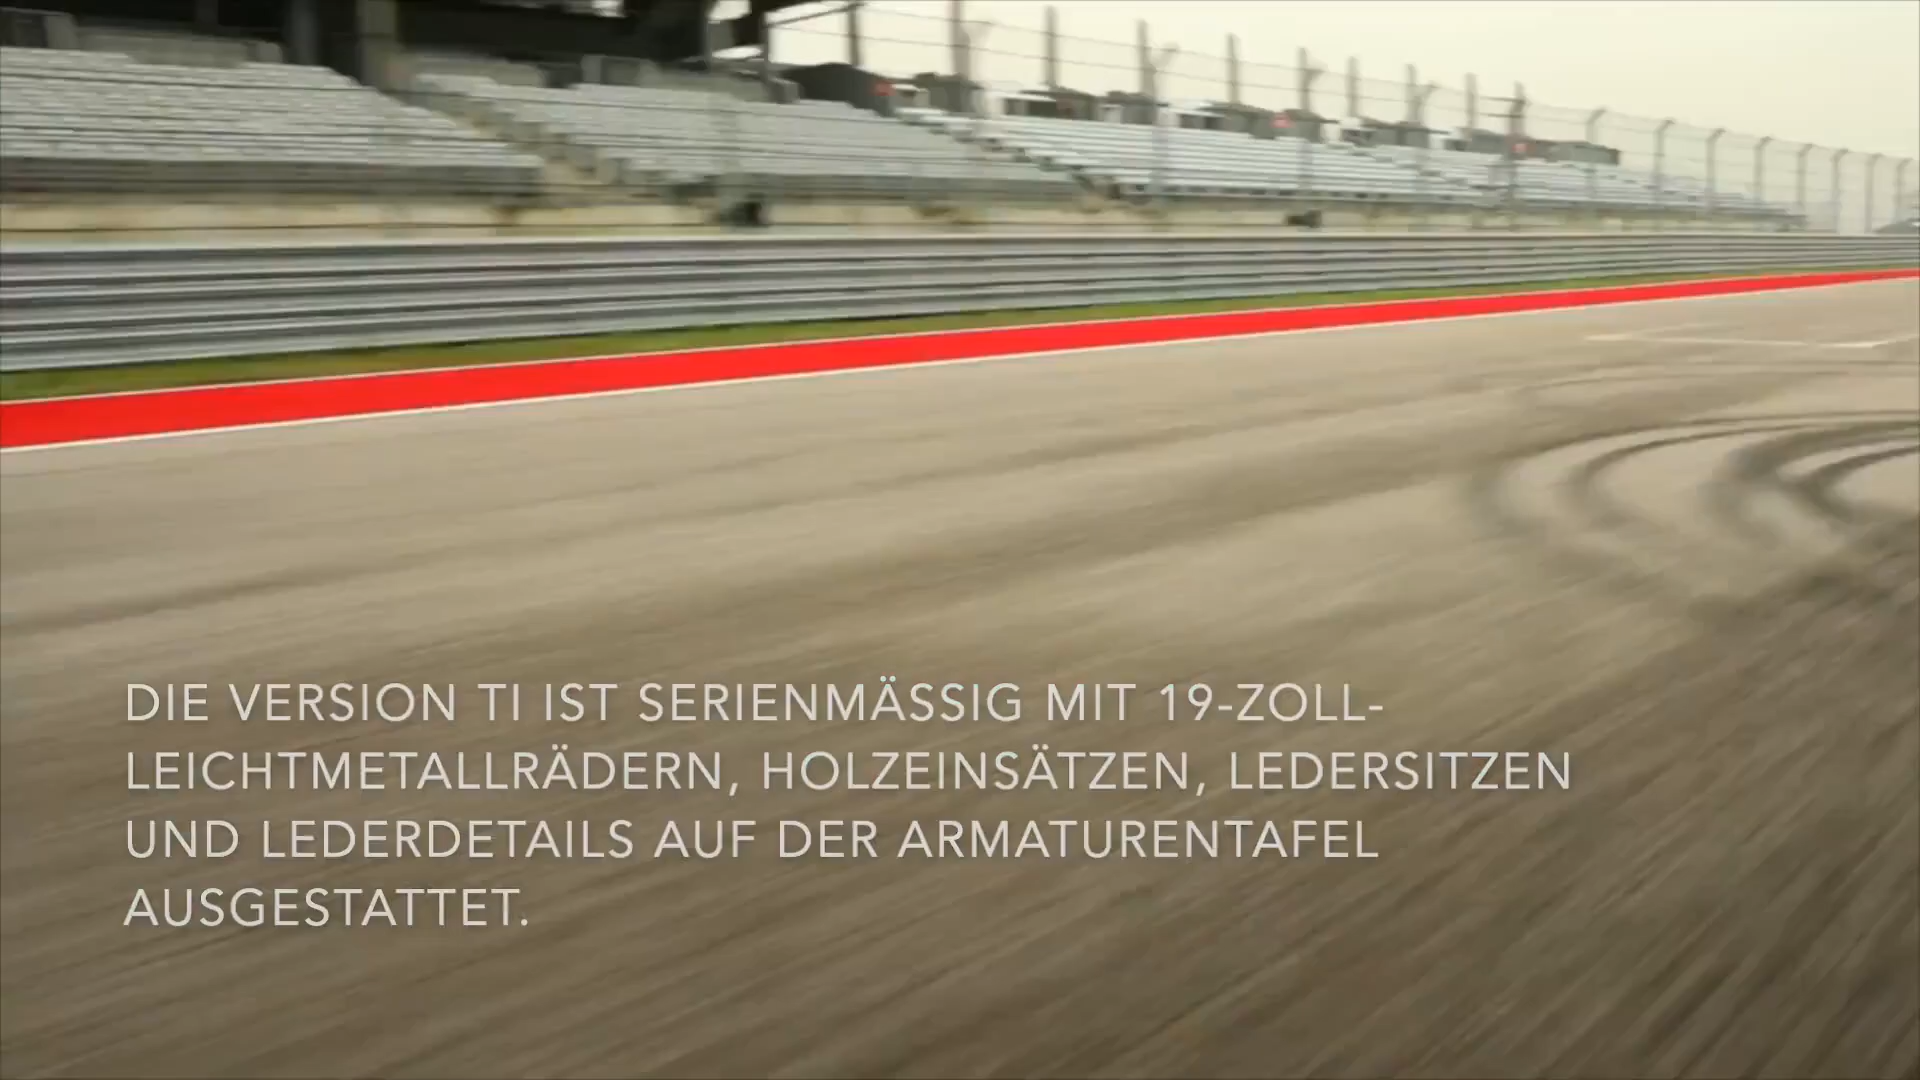 DIE VERSION TI IST SERIENMÄSSIG MIT 19-ZOLL-
LEICHTMETALLRÄDERN, HOLZEINSÄTZEN, LEDERSITZEN
UND LEDERDETAILS AUF DER ARMATURENTAFEL
AUSGESTATTET.